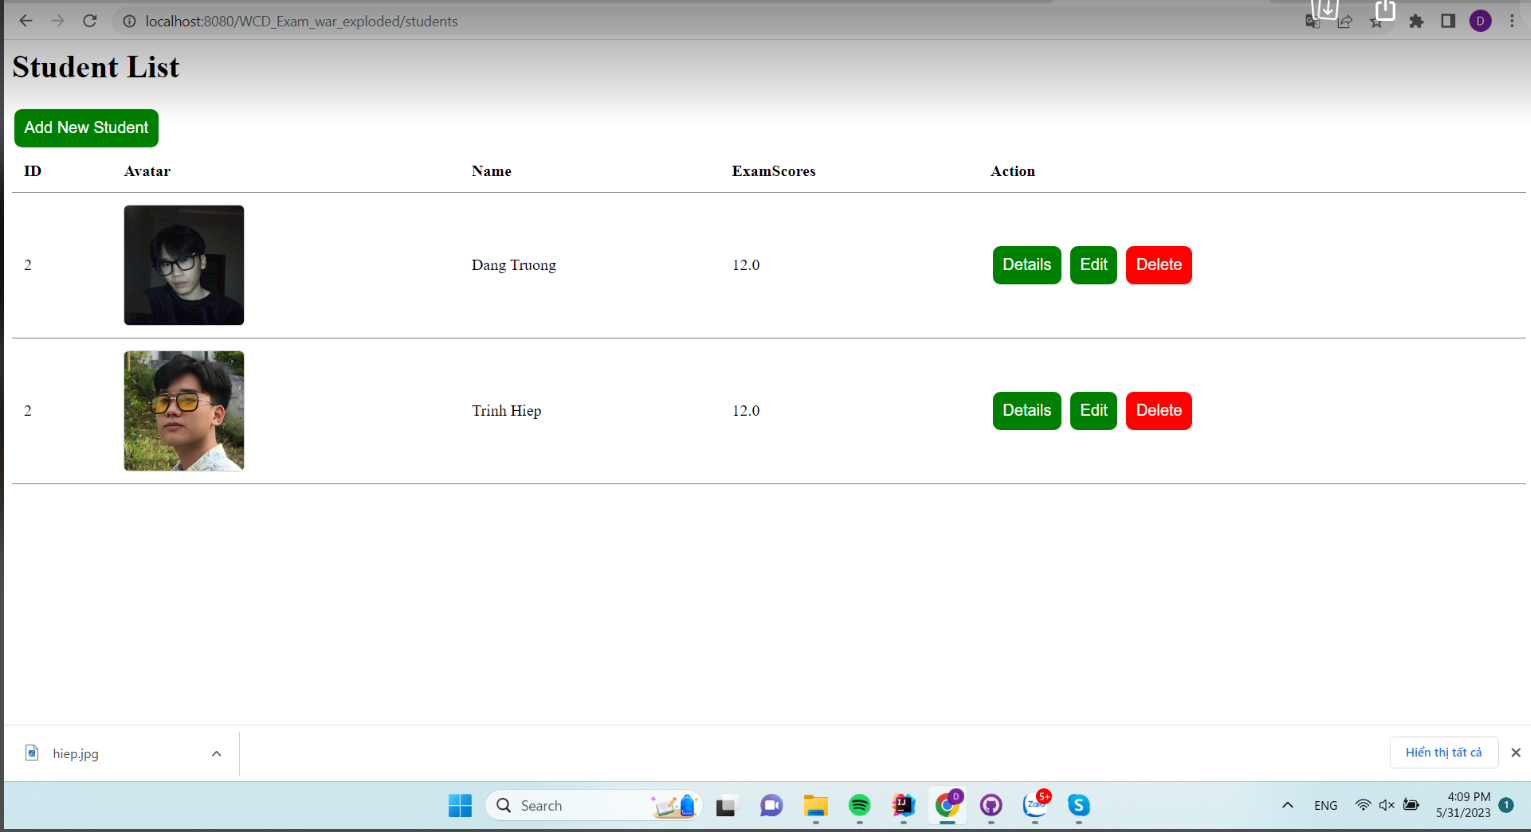 localhost:8080/WCD_Exam_war_exploded/students
D
Student List
Add New Student
ID Avatar Name ExamScores Action
2 Dang Truong 12.0 Details Edit Delete
2 Trinh Hiep 12.0 Details Edit Delete
hiep.jpg
Hiển thị tất cả
Search
D
IJ
Zalo
5+
S
ENG
4:09 PM
5/31/2023
1